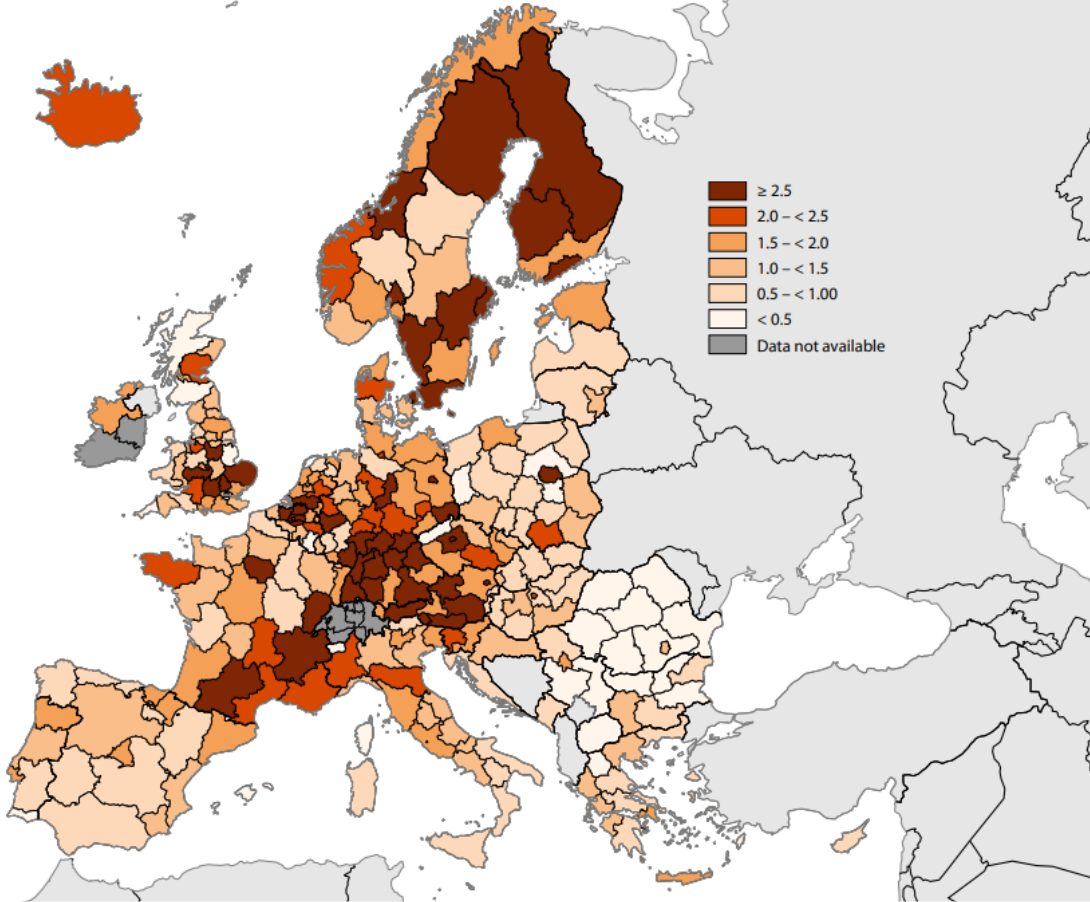 ≥ 2.5
2.0 – < 2.5
1.5 – < 2.0
1.0 – < 1.5
0.5 – < 1.00
< 0.5
Data not available